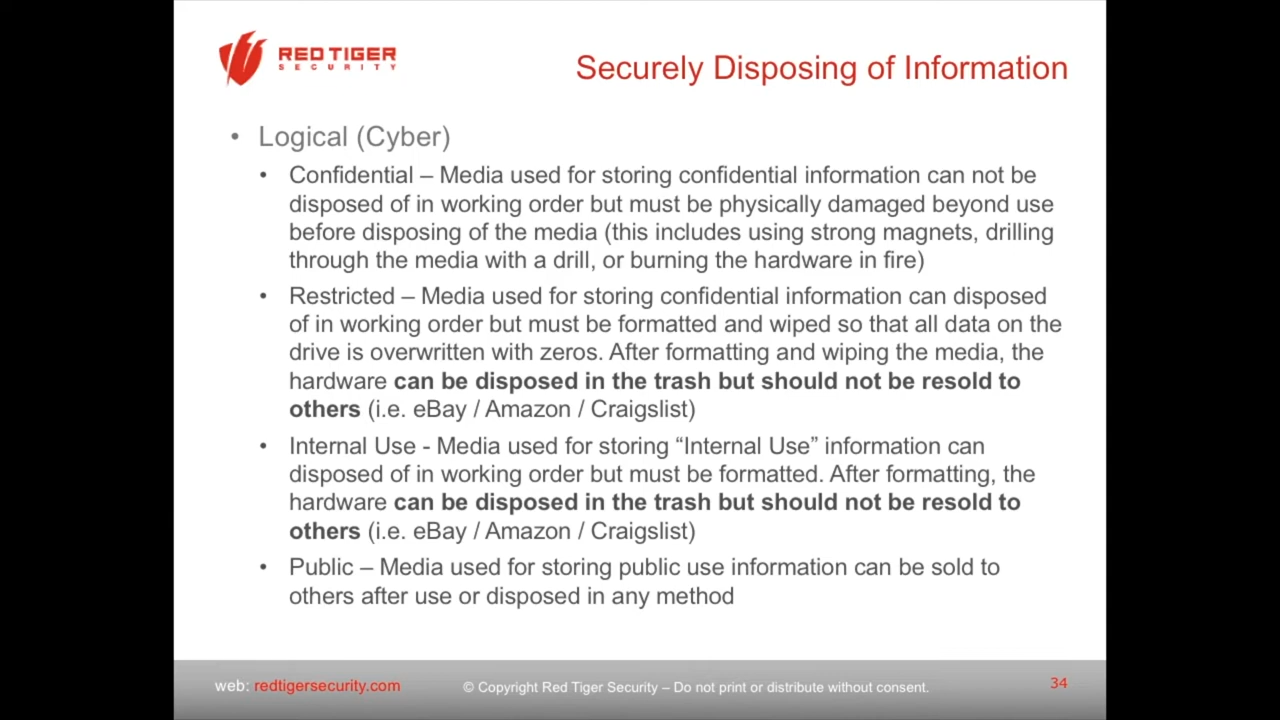 RED TIGER
SECURITY
Securely Disposing of Information
• Logical (Cyber)
• Confidential – Media used for storing confidential information can not be
disposed of in working order but must be physically damaged beyond use
before disposing of the media (this includes using strong magnets, drilling
through the media with a drill, or burning the hardware in fire)
• Restricted – Media used for storing confidential information can disposed
of in working order but must be formatted and wiped so that all data on the
drive is overwritten with zeros. After formatting and wiping the media, the
hardware can be disposed in the trash but should not be resold to
others (i.e. eBay / Amazon / Craigslist)
• Internal Use - Media used for storing “Internal Use” information can
disposed of in working order but must be formatted. After formatting, the
hardware can be disposed in the trash but should not be resold to
others (i.e. eBay / Amazon / Craigslist)
• Public – Media used for storing public use information can be sold to
others after use or disposed in any method
web: redtigersecurity.com
© Copyright Red Tiger Security – Do not print or distribute without consent.
34